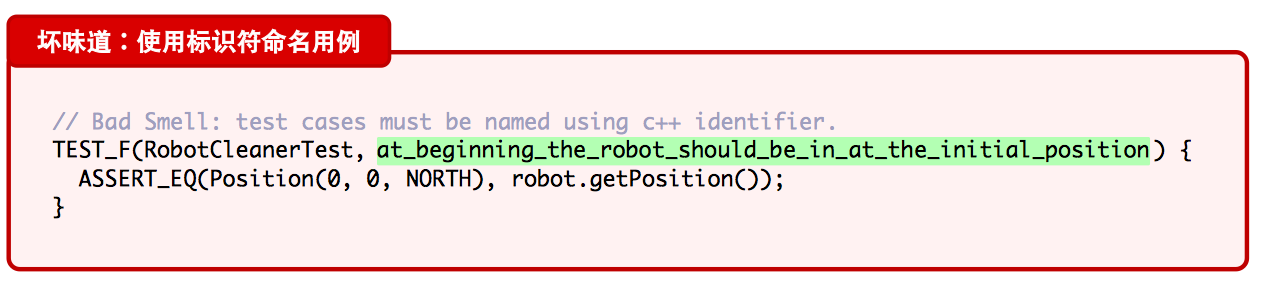 坏味道：使用标识符命名用例
// Bad Smell: test cases must be named using c++ identifier.
TEST_F(RobotCleanerTest, at_beginning_the_robot_should_be_in_at_the_initial_position) {
  ASSERT_EQ(Position(0, 0, NORTH), robot.getPosition());
}